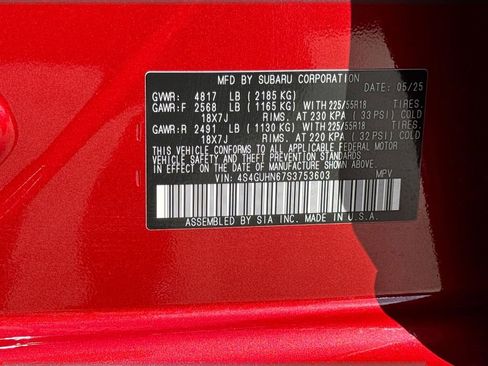 MFD BY SUBARU CORPORATION DATE: 05/25
GVWR: 4817 LB (2185 KG)
GAWR: F 2568 LB (1165 KG) WITH 225/55R18 TIRES.
18X7J RIMS. AT 230 KPA (33 PSI) COLD
GAWR: R 2491 LB (1130 KG) WITH 225/55R18 TIRES.
18X7J RIMS. AT 220 KPA (32 PSI) COLD
THIS VEHICLE CONFORMS TO ALL APPLICABLE FEDERAL MOTOR
VEHICLE SAFETY AND THEFT PREVENTION STANDARDS IN
EFFECT ON THE DATE OF MANUFACTURE SHOWN ABOVE.
VIN: 4S4GUHN67S3753603 MPV
ASSEMBLED BY SIA INC. MADE IN U.S.A.